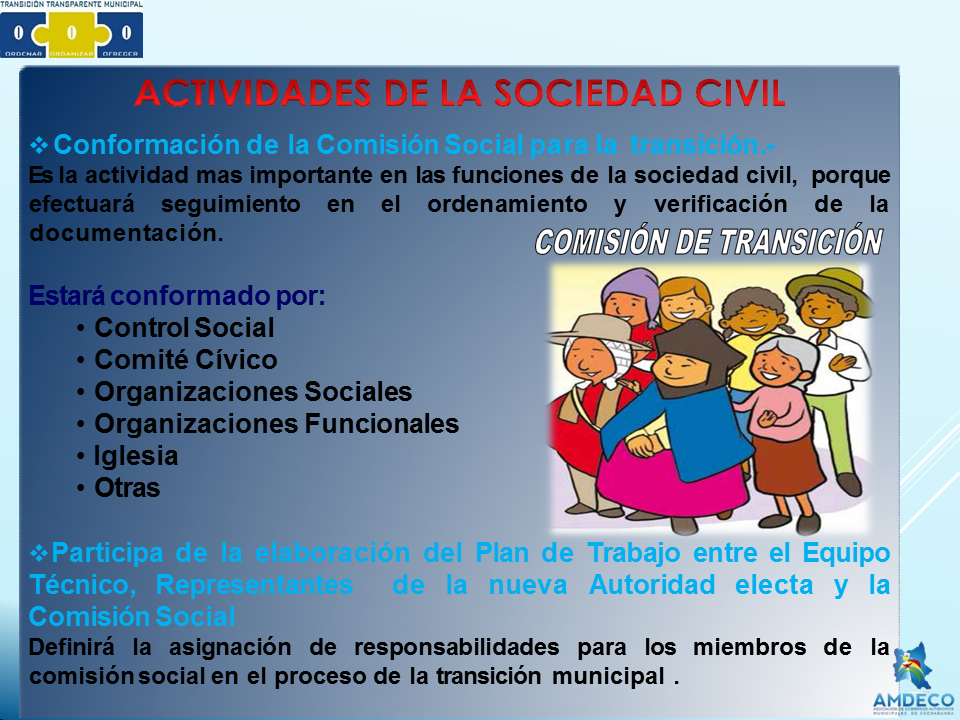 TRANSICIÓN TRANSPARENTE MUNICIPAL
0 0 0
ORDENAR ORGANIZAR OFRECER
ACTIVIDADES DE LA SOCIEDAD CIVIL
❖ Conformación de la Comisión Social para la transición.-
Es la actividad mas importante en las funciones de la sociedad civil, porque
efectuará seguimiento en el ordenamiento y verificación de la
documentación.
COMISIÓN DE TRANSICIÓN
Estará conformado por:
• Control Social
• Comité Cívico
• Organizaciones Sociales
• Organizaciones Funcionales
• Iglesia
• Otras
❖Participa de la elaboración del Plan de Trabajo entre el Equipo
Técnico, Representantes de la nueva Autoridad electa y la
Comisión Social
Definirá la asignación de responsabilidades para los miembros de la
comisión social en el proceso de la transición municipal .
AMDECO